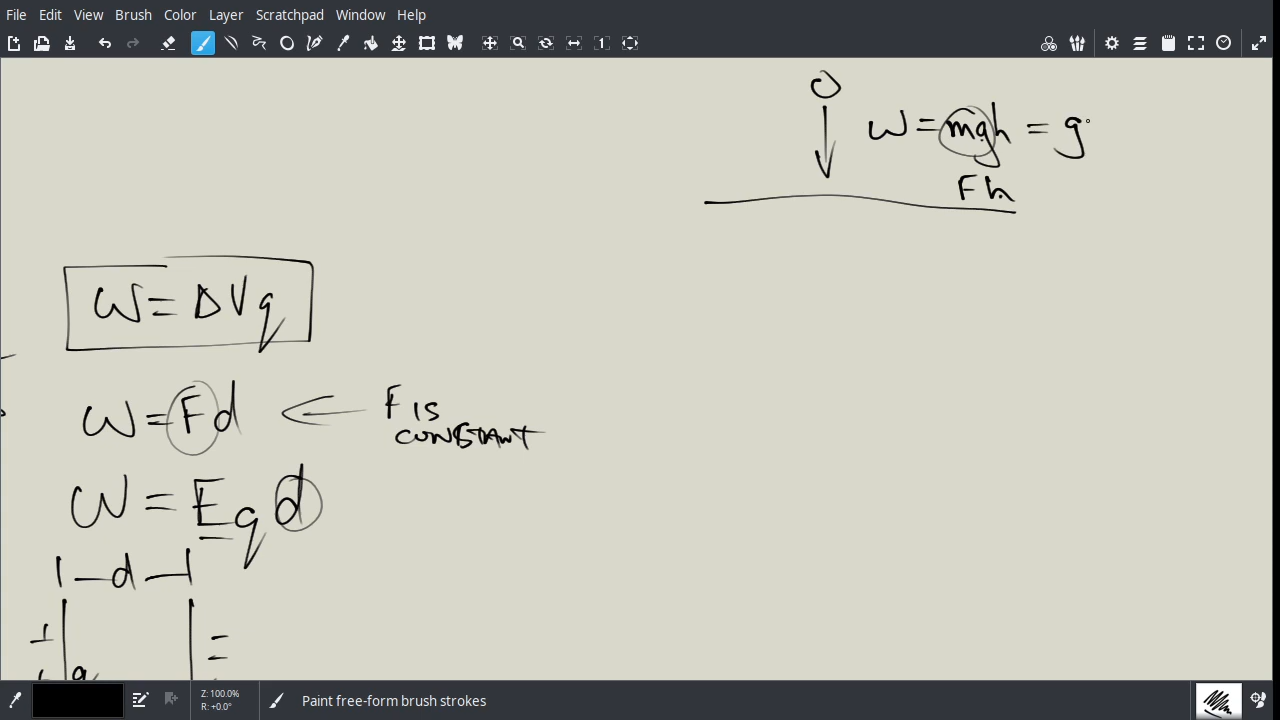 File Edit View Brush Color Layer Scratchpad Window Help
1
W = mgh = g
Fh
W = ΔVq
W = Fd ← F IS
CONSTANT
W = Eqd
|—d—|
+ =
+ q
Z: 100.0%
R: +0.0°
Paint free-form brush strokes